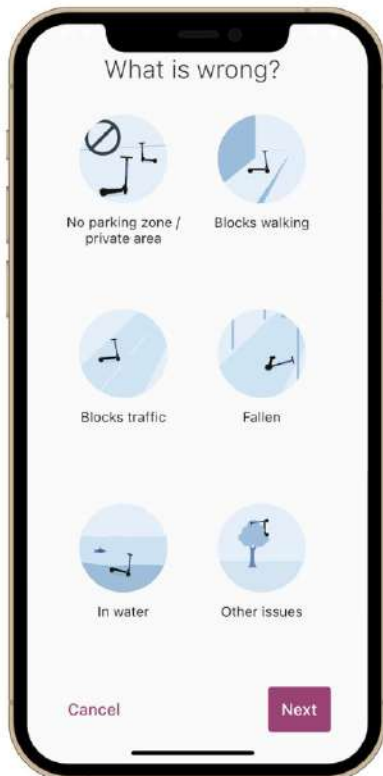 What is wrong?
No parking zone /
private area
Blocks walking
Blocks traffic
Fallen
In water
Other issues
Cancel
Next